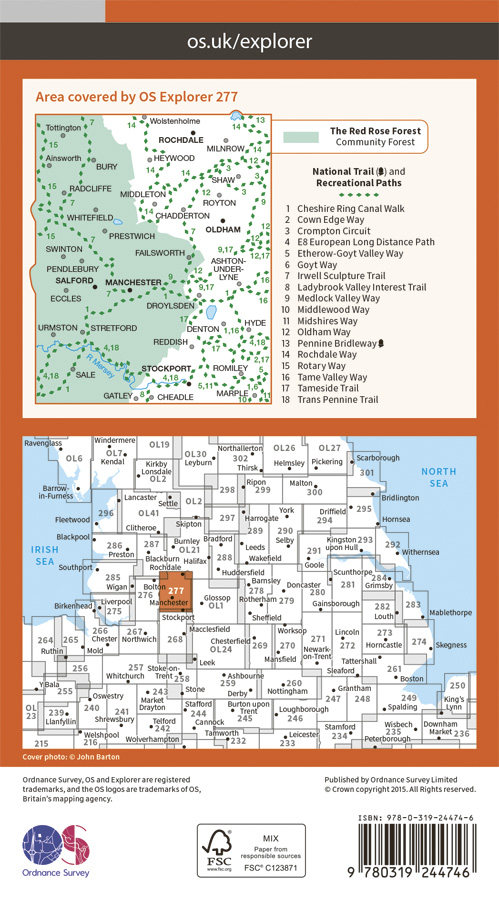 os.uk/explorer
Area covered by OS Explorer 277
Tottington
Wolstenholme
ROCHDALE
MILNROW
Ainsworth
BURY
HEYWOOD
SHAW
RADCLIFFE
MIDDLETON
ROYTON
WHITEFIELD
CHADDERTON
OLDHAM
PRESTWICH
SWINTON
FAILSWORTH
PENDLEBURY
ASHTON-
UNDER-
LYNE
SALFORD
MANCHESTER
ECCLES
DROYLSDEN
URMSTON
STRETFORD
DENTON
HYDE
REDDISH
R Mersey
SALE
STOCKPORT
ROMILEY
GATLEY
CHEADLE
MARPLE
The Red Rose Forest
Community Forest
National Trail ( ) and
Recreational Paths
1 Cheshire Ring Canal Walk
2 Cown Edge Way
3 Crompton Circuit
4 E8 European Long Distance Path
5 Etherow-Goyt Valley Way
6 Goyt Way
7 Irwell Sculpture Trail
8 Ladybrook Valley Interest Trail
9 Medlock Valley Way
10 Middlewood Way
11 Midshires Way
12 Oldham Way
13 Pennine Bridleway
14 Rochdale Way
15 Rotary Way
16 Tame Valley Way
17 Tameside Trail
18 Trans Pennine Trail
Ravenglass
OL6
Windermere
OL7
Kendal
OL19
Kirkby
Lonsdale
OL2
OL30
Leyburn
Northallerton
302
Thirsk
OL26
Helmsley
OL27
Pickering
Scarborough
301
NORTH
SEA
Barrow-
in-Furness
Lancaster
OL41
Settle
OL2
298
Ripon
299
Malton
300
Bridlington
Fleetwood
296
Clitheroe
Skipton
297
Harrogate
289
York
290
Selby
Driffield
294
295
Hornsea
Blackpool
286
Preston
287
Burnley
OL21
Bradford
288
Leeds
Kingston
upon Hull
293
292
Withernsea
IRISH
SEA
Blackburn
Rochdale
Halifax
Wakefield
291
Goole
Southport
285
Wigan
Bolton
276
277
Manchester
Huddersfield
Barnsley
278
Doncaster
280
Scunthorpe
281
284
Grimsby
Birkenhead
Liverpool
275
Glossop
OL1
Rotherham
279
Gainsborough
282
Louth
283
Mablethorpe
Stockport
Sheffield
264
Ruthin
265
Mold
266
Chester
267
Northwich
268
Macclesfield
Chesterfield
OL24
269
Worksop
270
Mansfield
271
Newark-
on-Trent
Lincoln
272
273
Horncastle
274
Skegness
Leek
Tattershall
256
257
Whitchurch
Stoke-on-
Trent
258
Ashbourne
259
Derby
260
Nottingham
Sleaford
261
Boston
Y Bala
255
Oswestry
240
243
Market
Drayton
Stone
247
Grantham
248
249
Spalding
250
King's
Lynn
OL
23
239
Llanfyllin
241
Shrewsbury
Stafford
244
Cannock
Burton upon
Trent
245
Loughborough
246
Telford
242
Wisbech
235
Downham
Market
236
215
Welshpool
216
Wolverhampton
Tamworth
232
Leicester
233
Stamford
234
Peterborough
Cover photo: © John Barton
Ordnance Survey, OS and Explorer are registered
trademarks, and the OS logos are trademarks of OS,
Britain's mapping agency.
Published by Ordnance Survey Limited
© Crown copyright 2015. All Rights reserved.
OS
Ordnance Survey
FSC
www.fsc.org
MIX
Paper from
responsible sources
FSC® C123871
ISBN: 978-0-319-24474-6
9 780319 244746